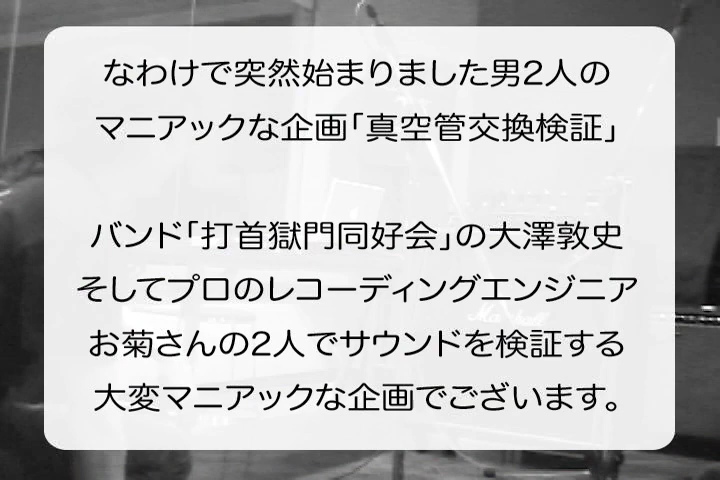 なわけで突然始まりました男2人の
マニアックな企画「真空管交換検証」
バンド「打首獄門同好会」の大澤敦史
そしてプロのレコーディングエンジニア
お菊さんの2人でサウンドを検証する
大変マニアックな企画でございます。
Marshall